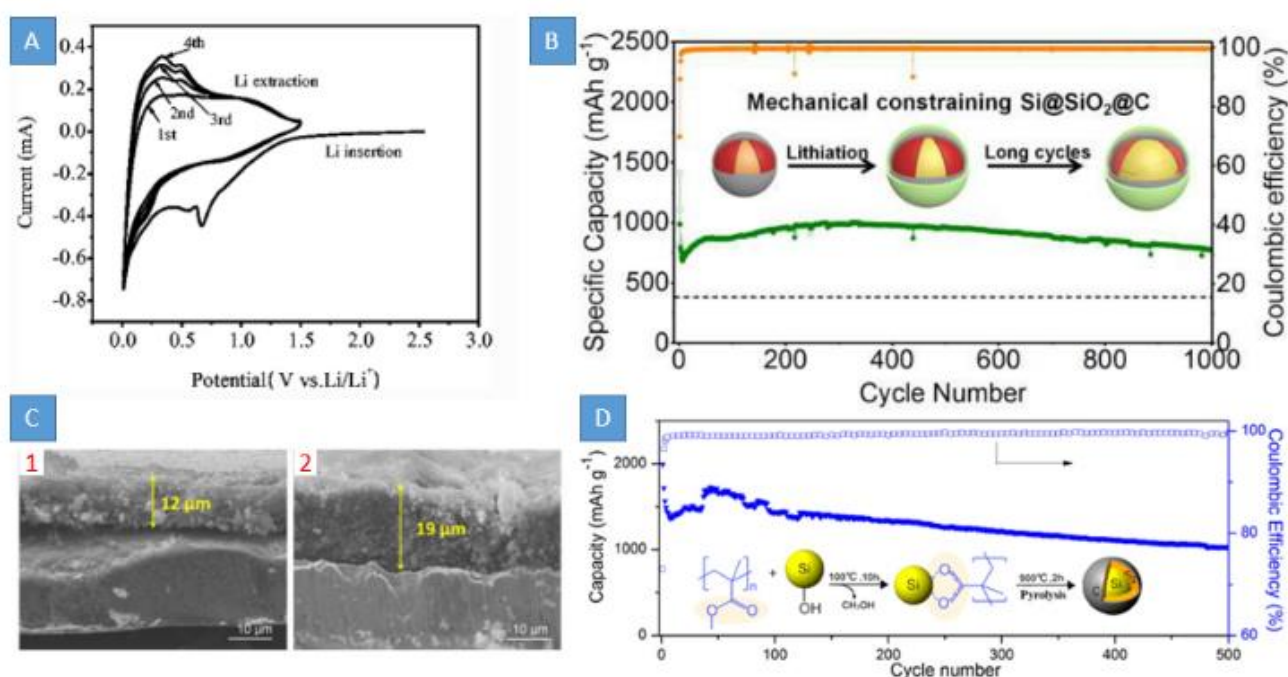 A
0.4
0.2
0.0
-0.2
-0.4
-0.6
-0.8
Current (mA)
4th
Li extraction
2nd
3rd
1st
Li insertion
0.0 0.5 1.0 1.5 2.0 2.5 3.0
Potential( V vs.Li/Li⁺)
B
2500
2000
1500
1000
500
0
Specific Capacity (mAh g⁻¹)
Mechanical constraining Si@SiO₂@C
Lithiation
Long cycles
100
80
60
40
20
0
Coulombic efficiency (%)
0 200 400 600 800 1000
Cycle Number
C
1
12 µm
10 µm
2
19 µm
10 µm
D
2000
1000
0
Capacity (mAh g⁻¹)
100
80
60
Coulombic Efficiency (%)
n
O
O
+
Si
OH
100℃ ,10h
CH₃OH
Si
O
O
900℃ ,2h
Pyrolysis
C
Si
0 100 200 300 400 500
Cycle number